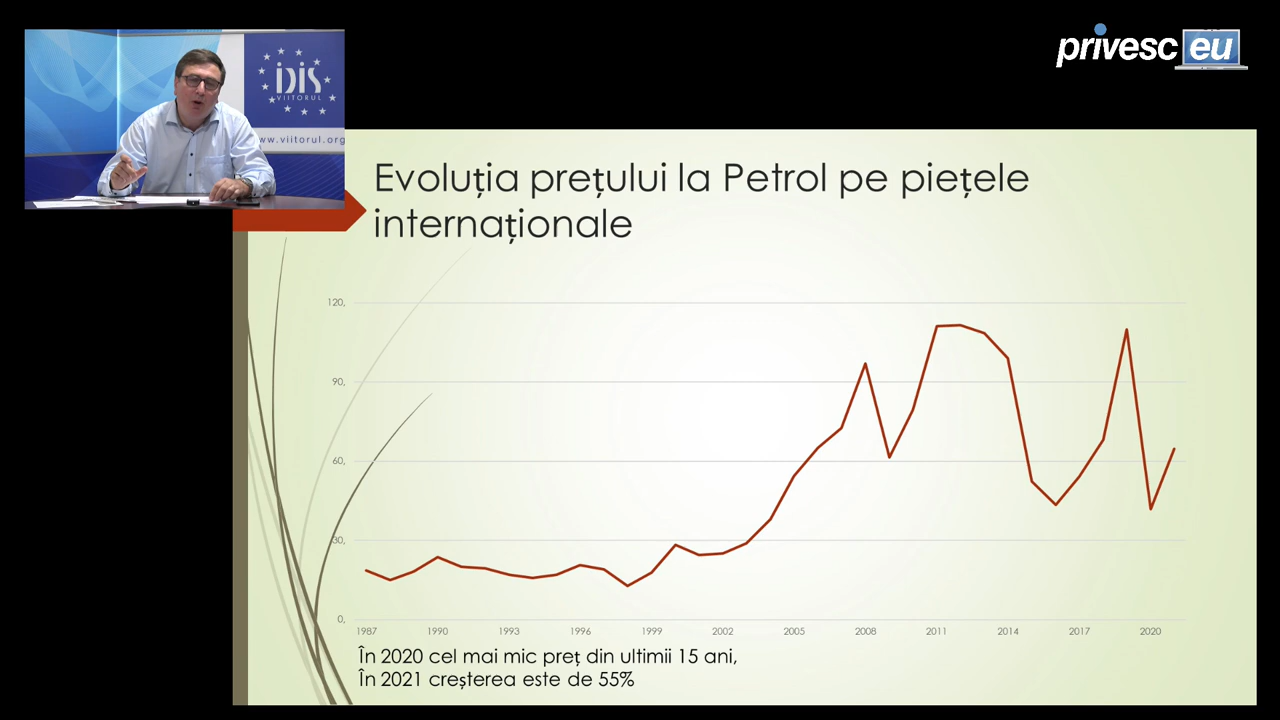 privesc eu
IDIS
VIITORUL
www.viitorul.org
Evoluția prețului la Petrol pe piețele
internaționale
120,
90,
60,
30,
0,
1987 1990 1993 1996 1999 2002 2005 2008 2011 2014 2017 2020
În 2020 cel mai mic preț din ultimii 15 ani,
În 2021 creșterea este de 55%